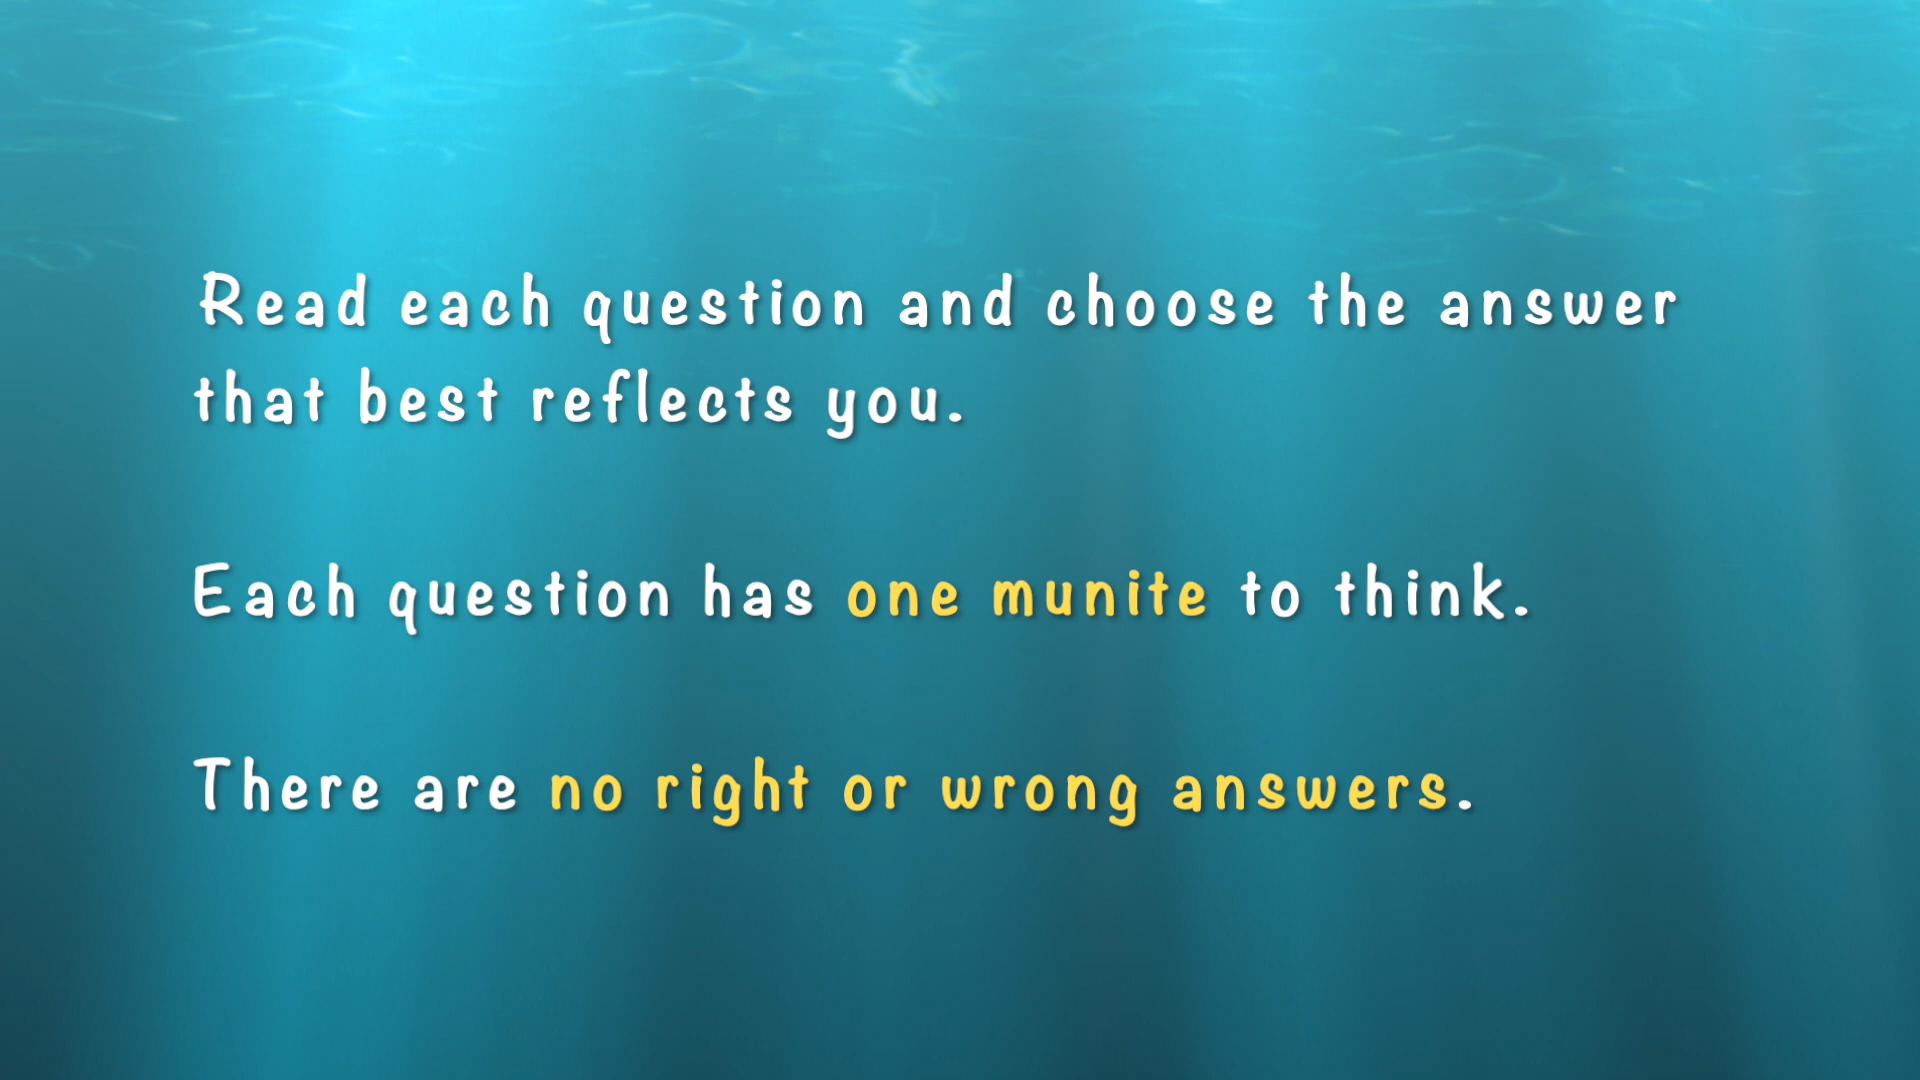 Read each question and choose the answer
that best reflects you.
Each question has one munite to think.
There are no right or wrong answers.